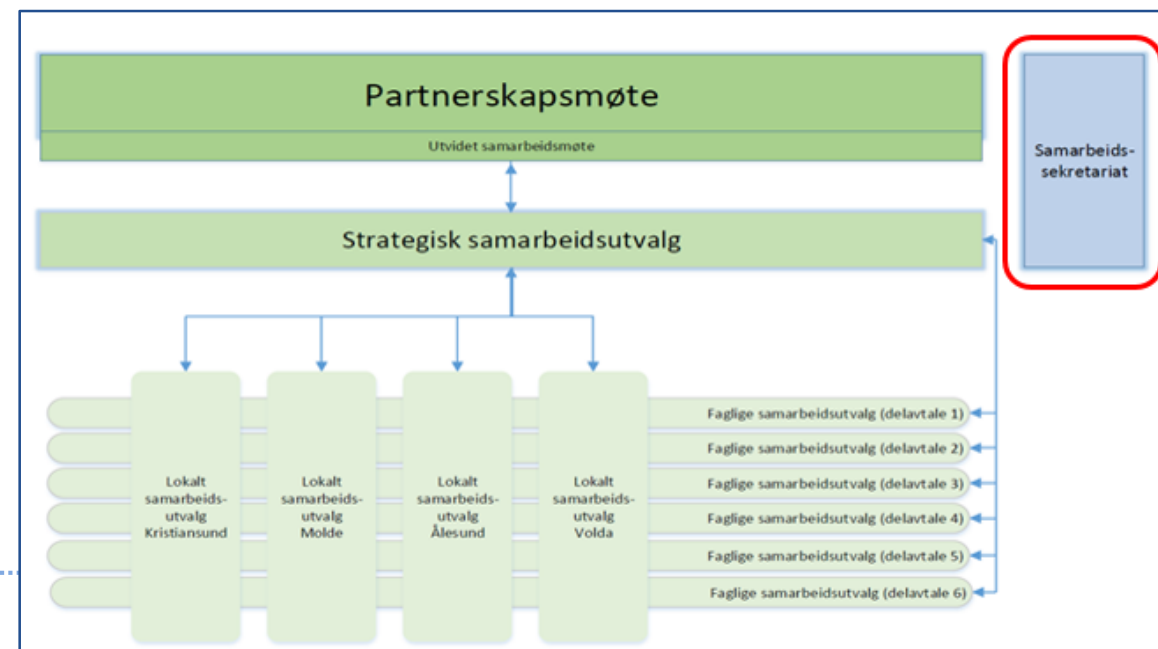 Partnerskapsmøte
Utvidet samarbeidsmøte
Samarbeids-
sekretariat
Strategisk samarbeidsutvalg
Faglige samarbeidsutvalg (delavtale 1)
Faglige samarbeidsutvalg (delavtale 2)
Faglige samarbeidsutvalg (delavtale 3)
Faglige samarbeidsutvalg (delavtale 4)
Faglige samarbeidsutvalg (delavtale 5)
Faglige samarbeidsutvalg (delavtale 6)
Lokalt
samarbeids-
utvalg
Kristiansund
Lokalt
samarbeids-
utvalg
Molde
Lokalt
samarbeids-
utvalg
Ålesund
Lokalt
samarbeids-
utvalg
Volda